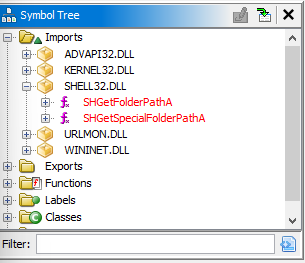 Symbol Tree
Imports
ADVAPI32.DLL
KERNEL32.DLL
SHELL32.DLL
SHGetFolderPathA
SHGetSpecialFolderPathA
URLMON.DLL
WININET.DLL
Exports
Functions
Labels
Classes
Filter: